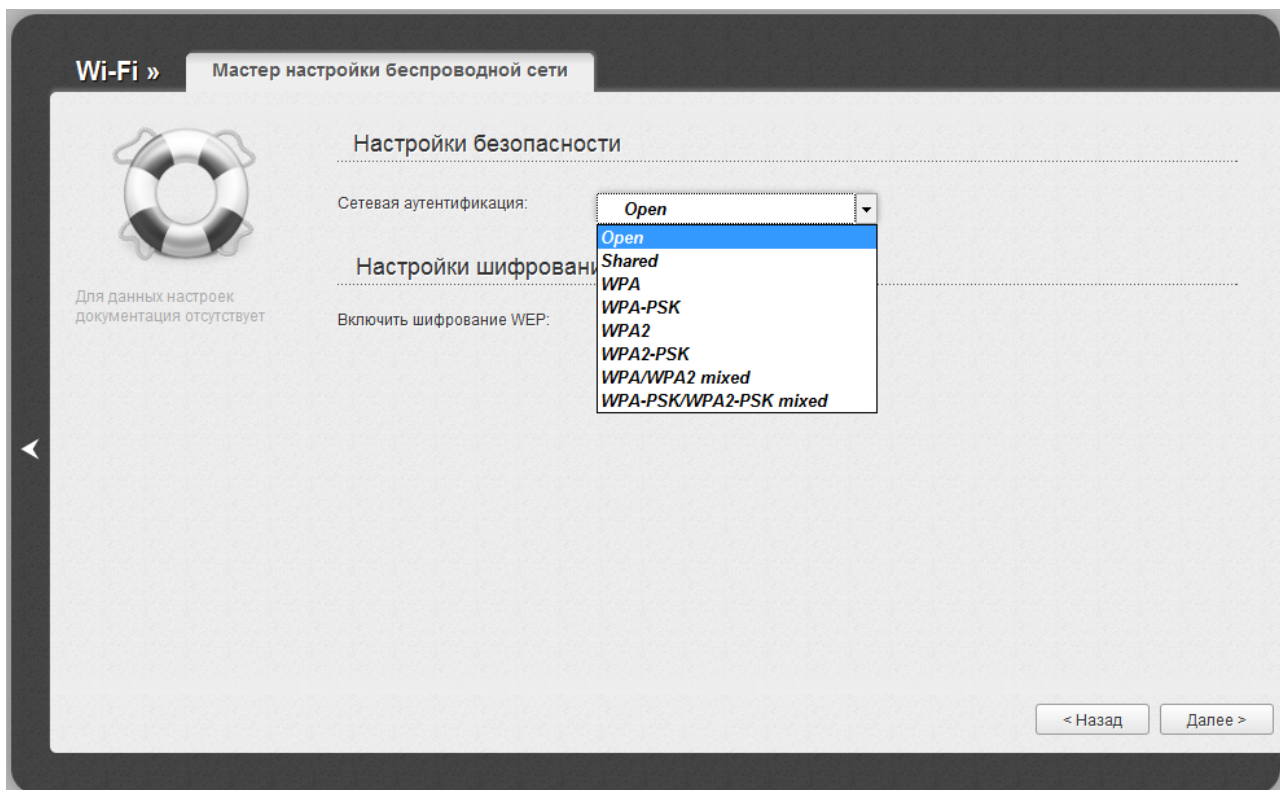 Wi-Fi »
Мастер настройки беспроводной сети
Настройки безопасности
Для данных настроек
документация отсутствует
Сетевая аутентификация:
Open
Open
Shared
WPA
WPA-PSK
WPA2
WPA2-PSK
WPA/WPA2 mixed
WPA-PSK/WPA2-PSK mixed
Настройки шифровани
Включить шифрование WEP:
< Назад
Далее >